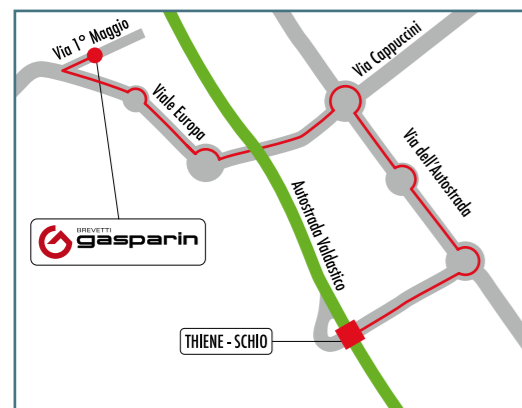 Via 1° Maggio
Via Cappuccini
Viale Europa
Via dell'Autostrada
Autostrada Valdastico
BREVETTI
gasparin
THIENE - SCHIO